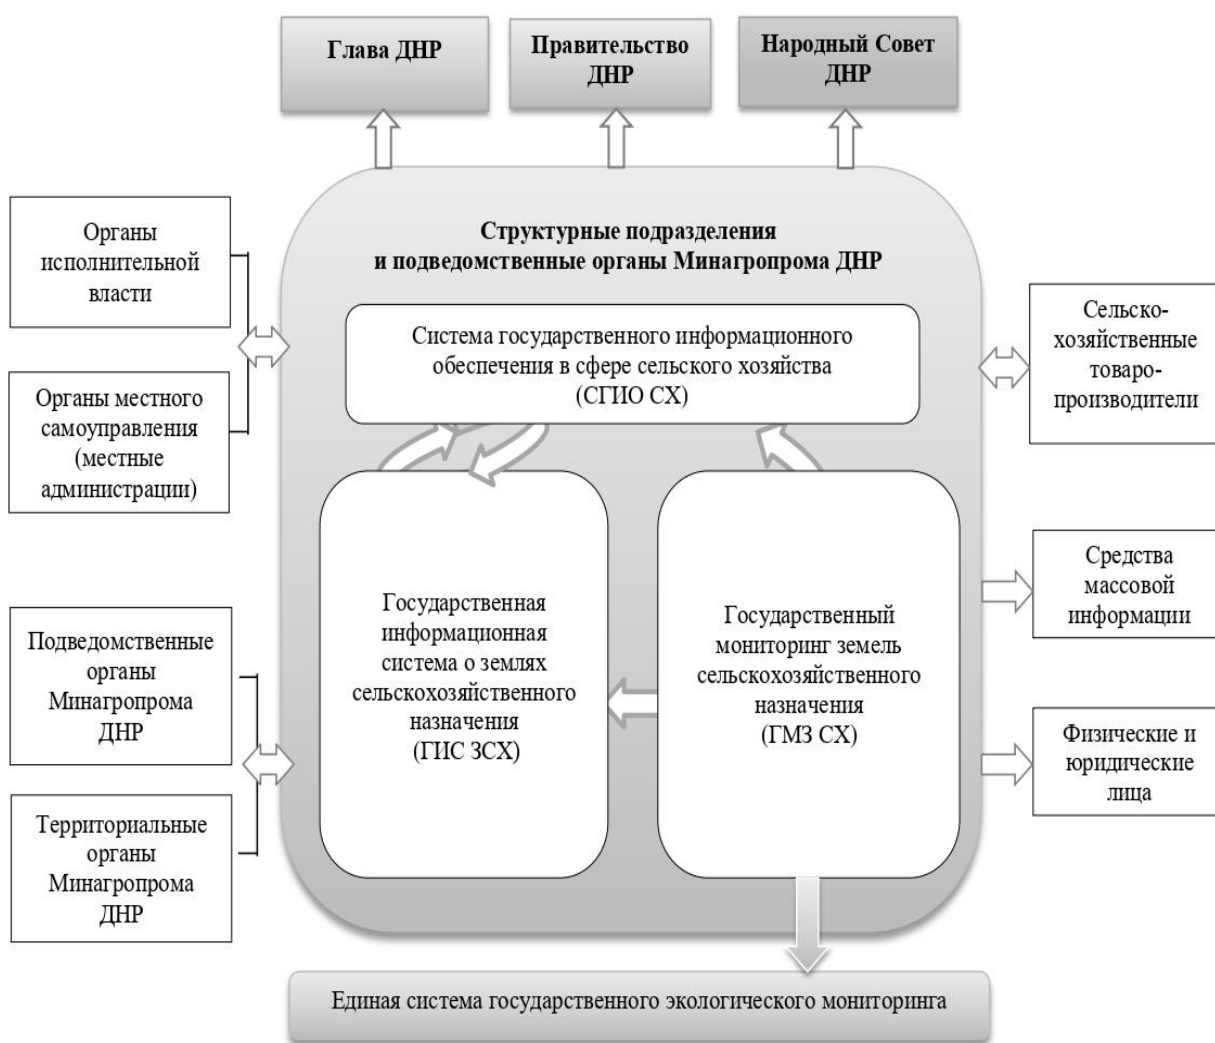 Глава ДНР
Правительство
ДНР
Народный Совет
ДНР
Структурные подразделения
и подведомственные органы Минагропрома ДНР
Система государственного информационного
обеспечения в сфере сельского хозяйства
(СГИО СХ)
Органы
исполнительной
власти
Органы местного
самоуправления
(местные
администрации)
Подведомственные
органы
Минагропрома
ДНР
Территориальные
органы
Минагропрома
ДНР
Государственная
информационная
система о землях
сельскохозяйственного
назначения
(ГИС ЗСХ)
Государственный
мониторинг земель
сельскохозяйственного
назначения
(ГМЗ СХ)
Сельско-
хозяйственные
товаро-
производители
Средства
массовой
информации
Физические и
юридические
лица
Единая система государственного экологического мониторинга